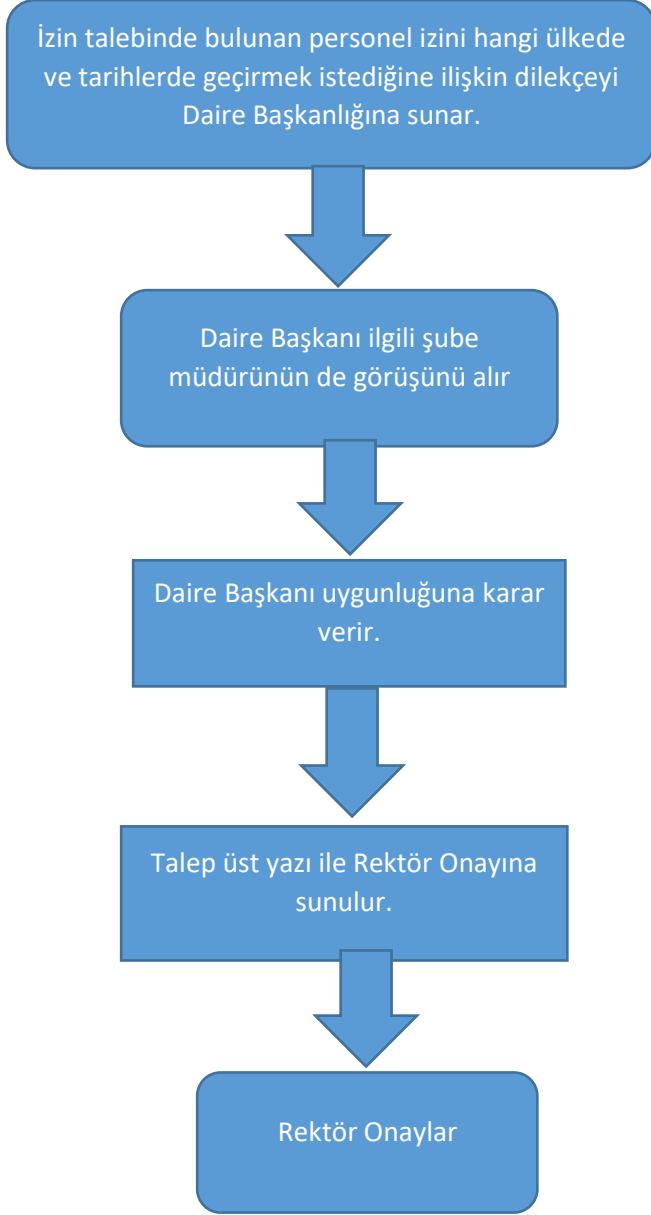 İzin talebinde bulunan personel izini hangi ülkede
ve tarihlerde geçirmek istediğine ilişkin dilekçeyi
Daire Başkanlığına sunar.
Daire Başkanı ilgili şube
müdürünün de görüşünü alır
Daire Başkanı uygunluğuna karar
verir.
Talep üst yazı ile Rektör Onayına
sunulur.
Rektör Onaylar